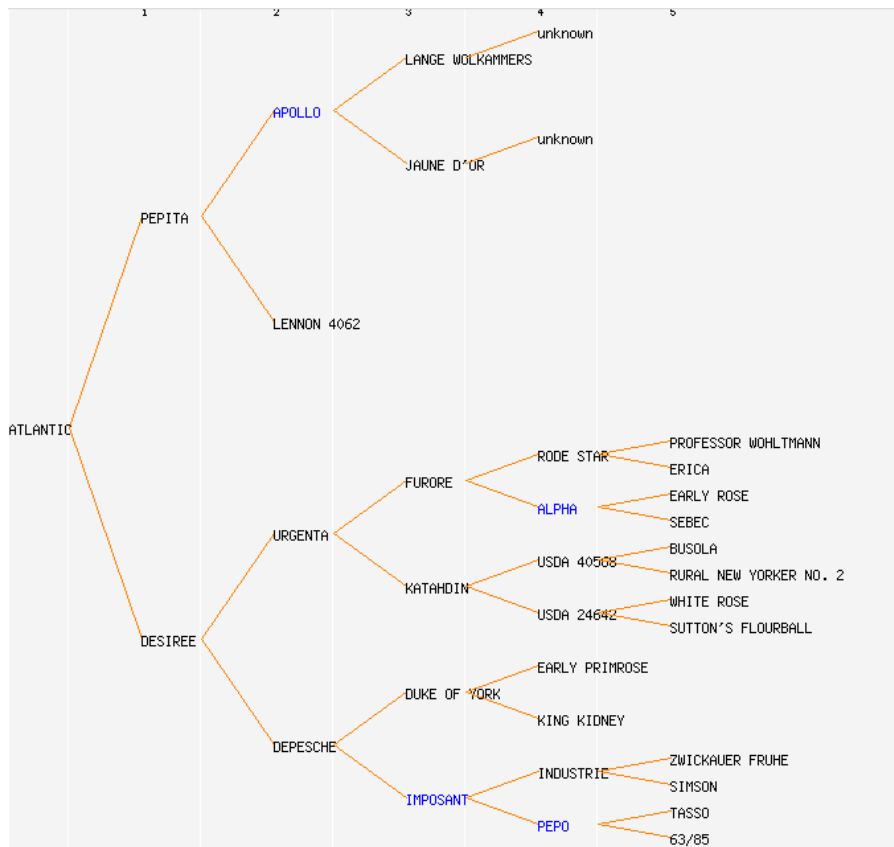 1 2 3 4 5
unknown
LANGE WOLKAMMERS
APOLLO
unknown
JAUNE D'OR
PEPITA
LENNON 4062
ATLANTIC
PROFESSOR WOHLTMANN
RODE STAR
ERICA
FURORE
EARLY ROSE
ALPHA
SEBEC
URGENTA
BUSOLA
USDA 40568
RURAL NEW YORKER NO. 2
KATAHDIN
WHITE ROSE
USDA 24642
SUTTON'S FLOURBALL
DESIREE
EARLY PRIMROSE
DUKE OF YORK
KING KIDNEY
DEPESCHE
ZWICKAUER FRUHE
INDUSTRIE
SIMSON
IMPOSANT
TASSO
PEPO
63/85